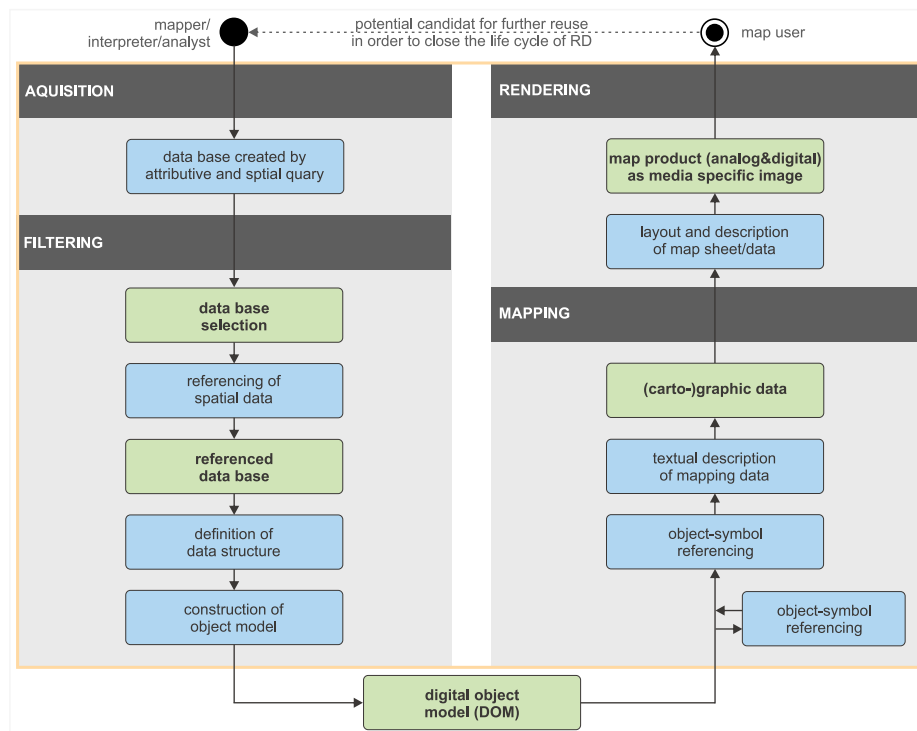 mapper/
interpreter/analyst
potential candidat for further reuse
in order to close the life cycle of RD
map user
AQUISITION
data base created by
attributive and sptial quary
FILTERING
data base
selection
referencing of
spatial data
referenced
data base
definition of
data structure
construction of
object model
digital object
model (DOM)
RENDERING
map product (analog&digital)
as media specific image
layout and description
of map sheet/data
MAPPING
(carto-)graphic data
textual description
of mapping data
object-symbol
referencing
object-symbol
referencing